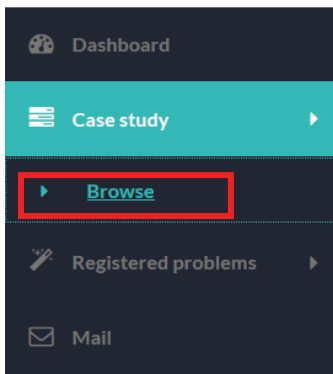 Dashboard
Case study
Browse
Registered problems
Mail